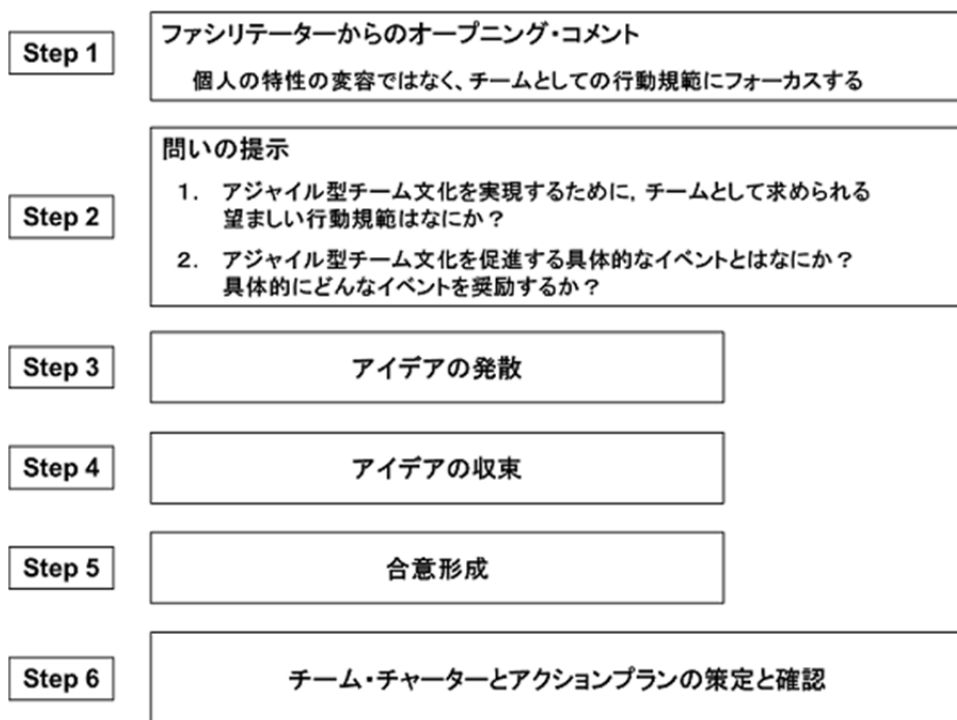 Step 1
ファシリテーターからのオープニング・コメント
個人の特性の変容ではなく、チームとしての行動規範にフォーカスする
Step 2
問いの提示
1. アジャイル型チーム文化を実現するために, チームとして求められる
望ましい行動規範はなにか?
2. アジャイル型チーム文化を促進する具体的なイベントとはなにか?
具体的にどんなイベントを奨励するか?
Step 3
アイデアの発散
Step 4
アイデアの収束
Step 5
合意形成
Step 6
チーム・チャーターとアクションプランの策定と確認